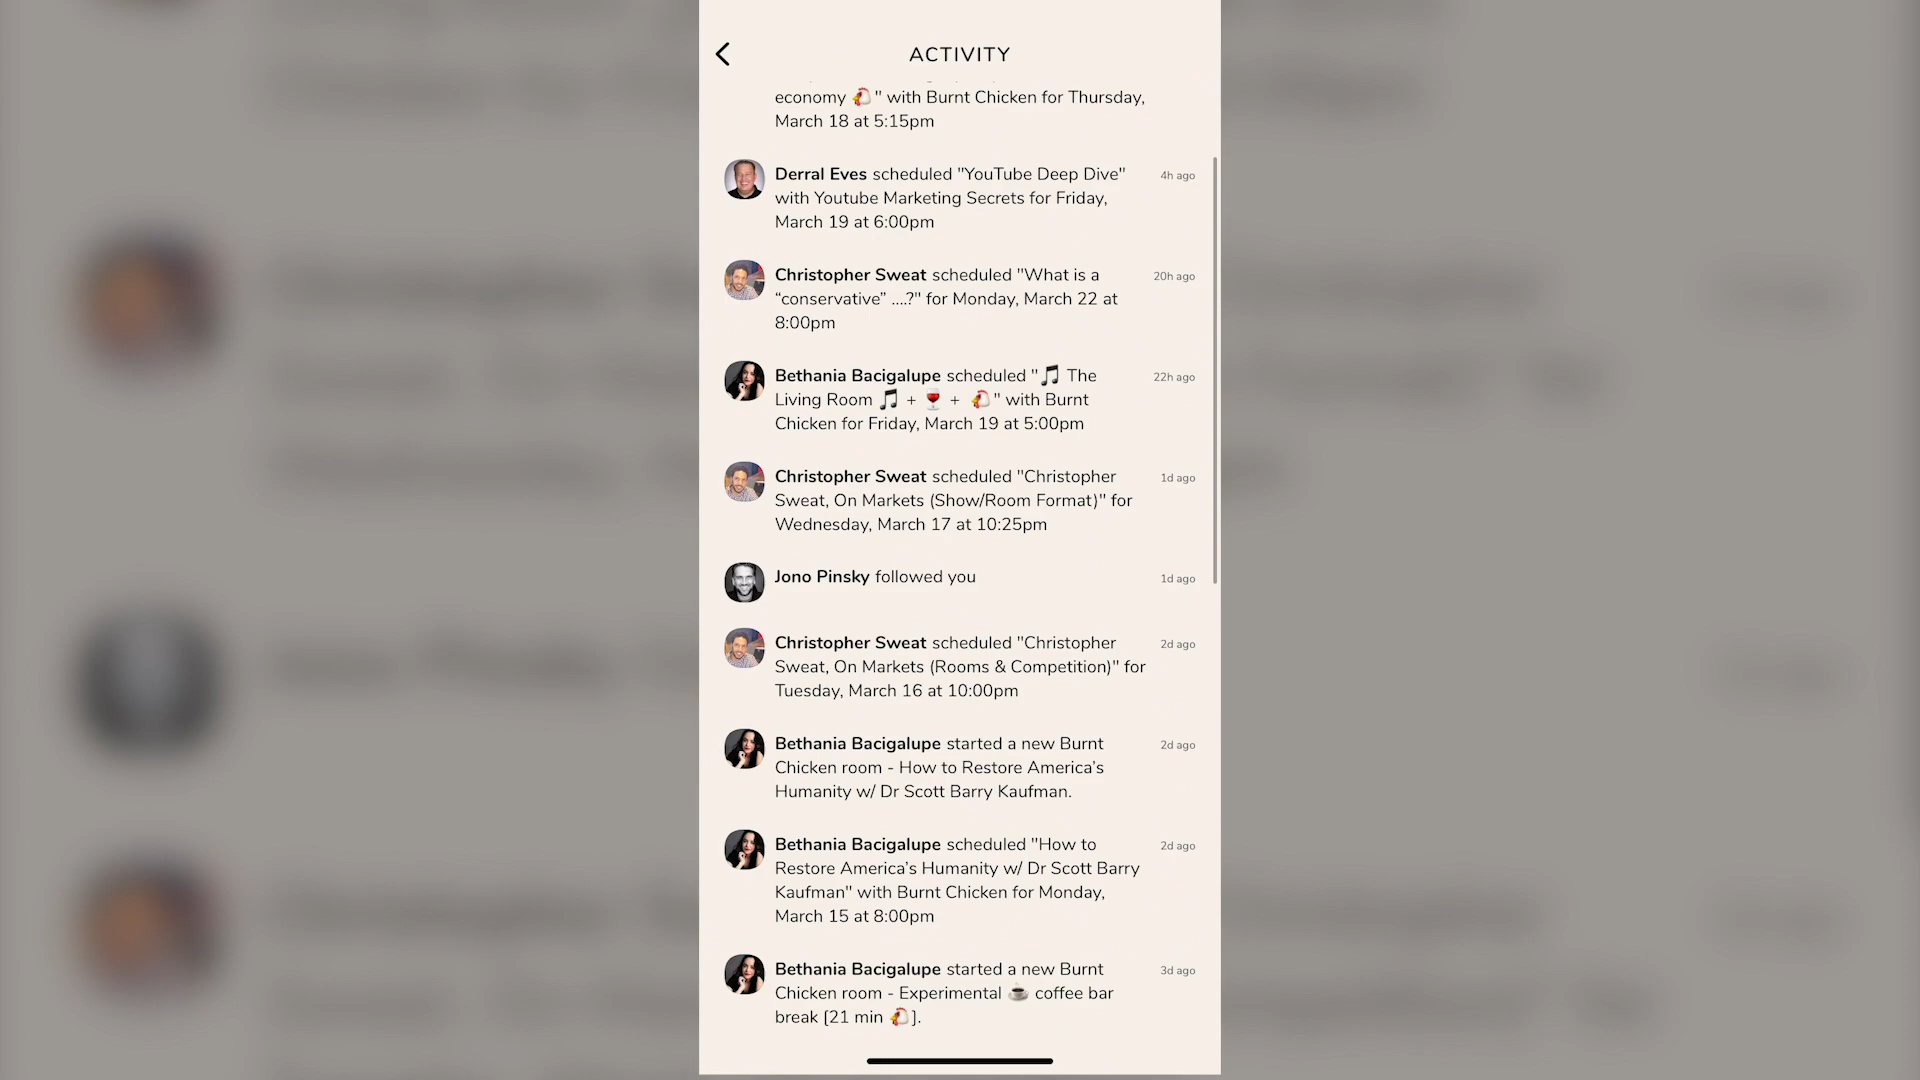 ACTIVITY
economy 🐔" with Burnt Chicken for Thursday,
March 18 at 5:15pm
Derral Eves scheduled "YouTube Deep Dive"
4h ago
with Youtube Marketing Secrets for Friday,
March 19 at 6:00pm
Christopher Sweat scheduled "What is a
20h ago
“conservative” ....?" for Monday, March 22 at
8:00pm
Bethania Bacigalupe scheduled "🎵 The
22h ago
Living Room 🎵 + 🍷 + 🐔" with Burnt
Chicken for Friday, March 19 at 5:00pm
Christopher Sweat scheduled "Christopher
1d ago
Sweat, On Markets (Show/Room Format)" for
Wednesday, March 17 at 10:25pm
Jono Pinsky followed you
1d ago
Christopher Sweat scheduled "Christopher
2d ago
Sweat, On Markets (Rooms & Competition)" for
Tuesday, March 16 at 10:00pm
Bethania Bacigalupe started a new Burnt
2d ago
Chicken room - How to Restore America’s
Humanity w/ Dr Scott Barry Kaufman.
Bethania Bacigalupe scheduled "How to
2d ago
Restore America’s Humanity w/ Dr Scott Barry
Kaufman" with Burnt Chicken for Monday,
March 15 at 8:00pm
Bethania Bacigalupe started a new Burnt
3d ago
Chicken room - Experimental ☕ coffee bar
break [21 min 🐔].